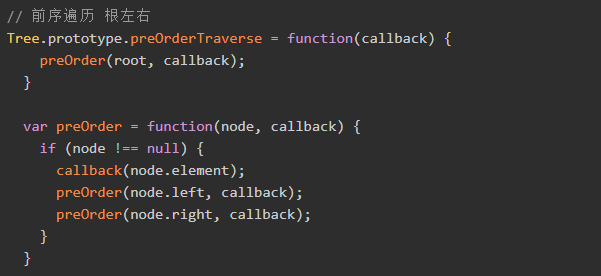 // 前序遍历 根左右
Tree.prototype.preOrderTraverse = function(callback) {
    preOrder(root, callback);
  }

  var preOrder = function(node, callback) {
    if (node !== null) {
      callback(node.element);
      preOrder(node.left, callback);
      preOrder(node.right, callback);
    }
  }